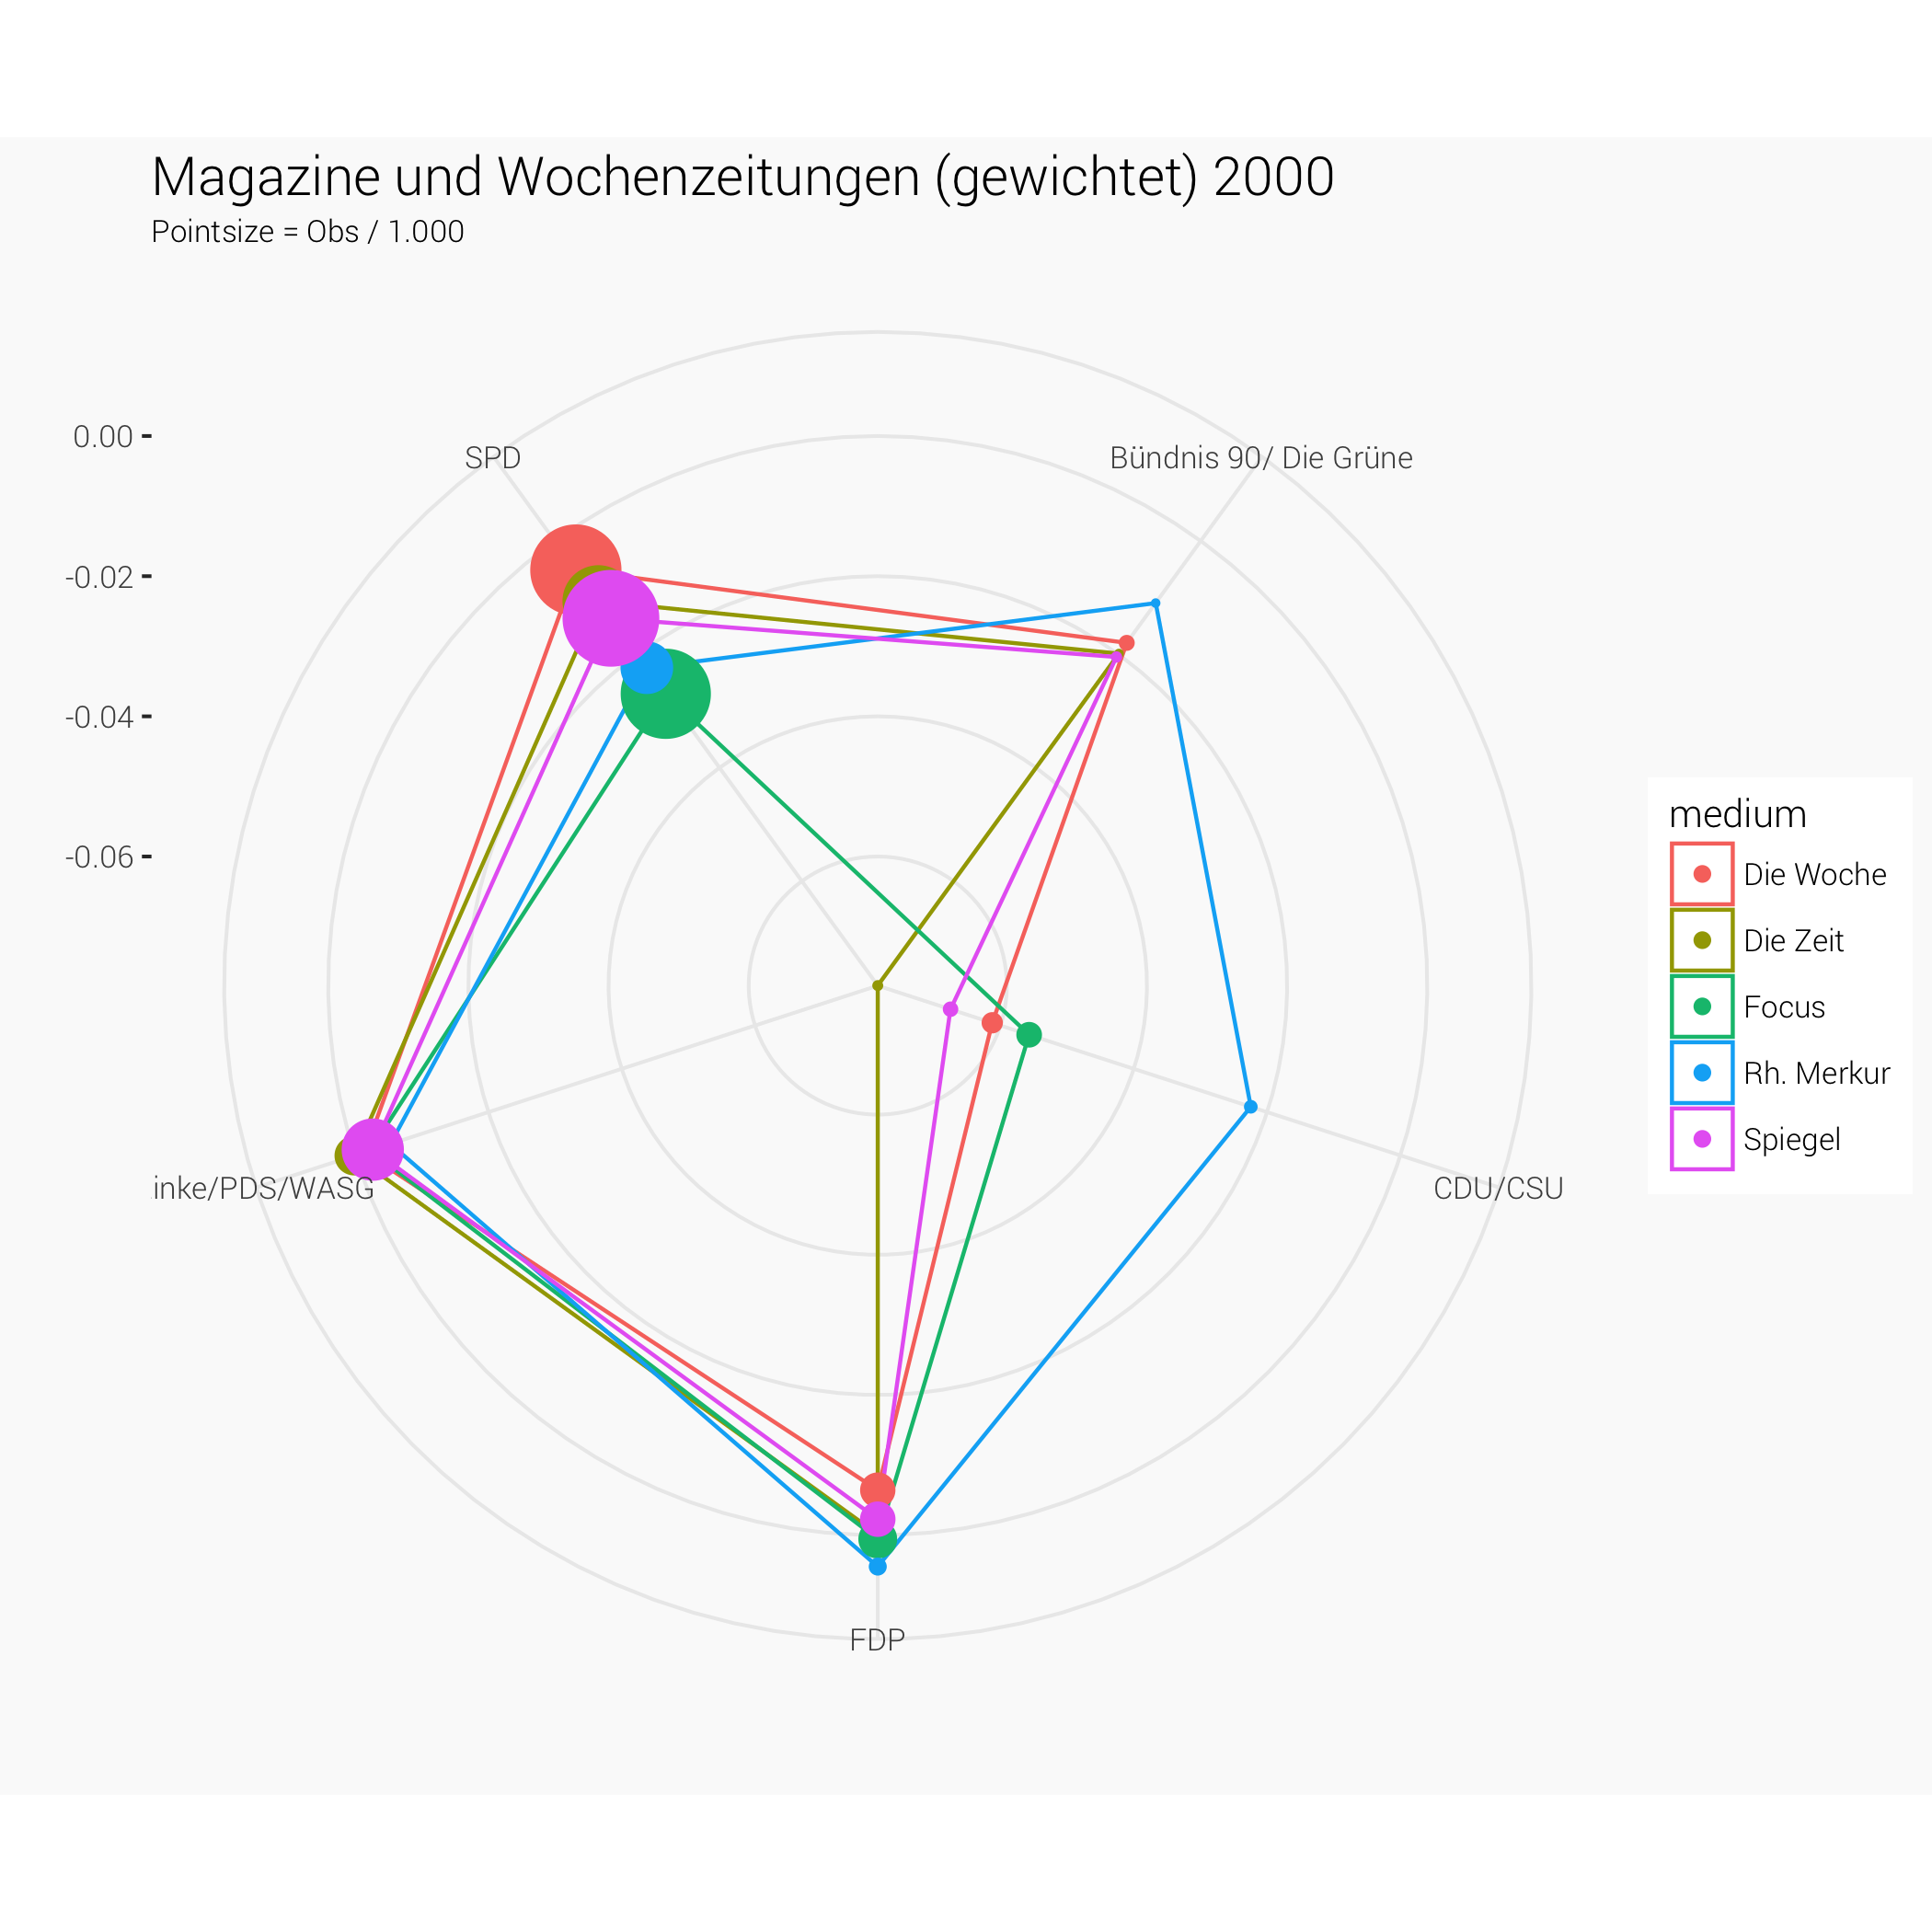 Magazine und Wochenzeitungen (gewichtet) 2000
Pointsize = Obs / 1.000
0.00
-0.02
-0.04
-0.06
SPD
Bündnis 90/ Die Grüne
inke/PDS/WASG
CDU/CSU
FDP
medium
Die Woche
Die Zeit
Focus
Rh. Merkur
Spiegel